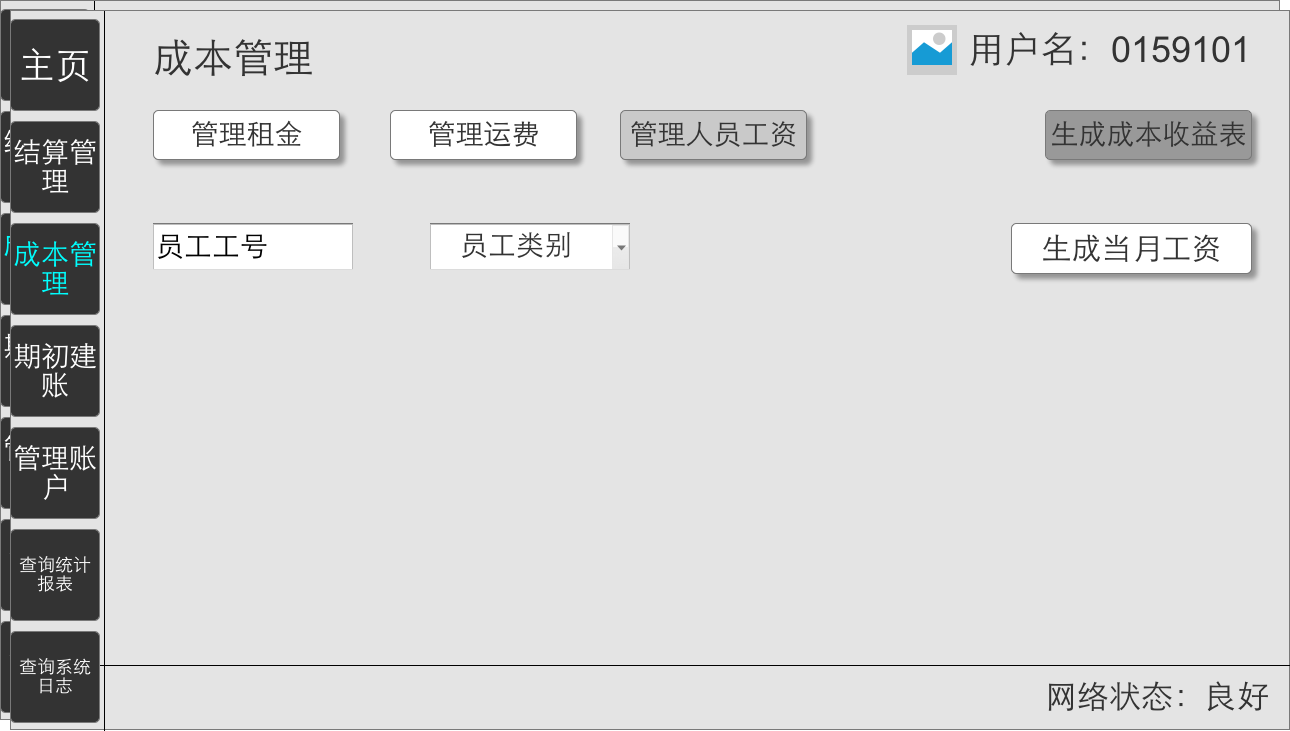 主页
结算管
理
成本管
理
期初建
账
管理账
户
查询统计
报表
查询系统
日志
成本管理
用户名：0159101
管理租金
管理运费
管理人员工资
生成成本收益表
员工工号
员工类别
生成当月工资
网络状态：良好